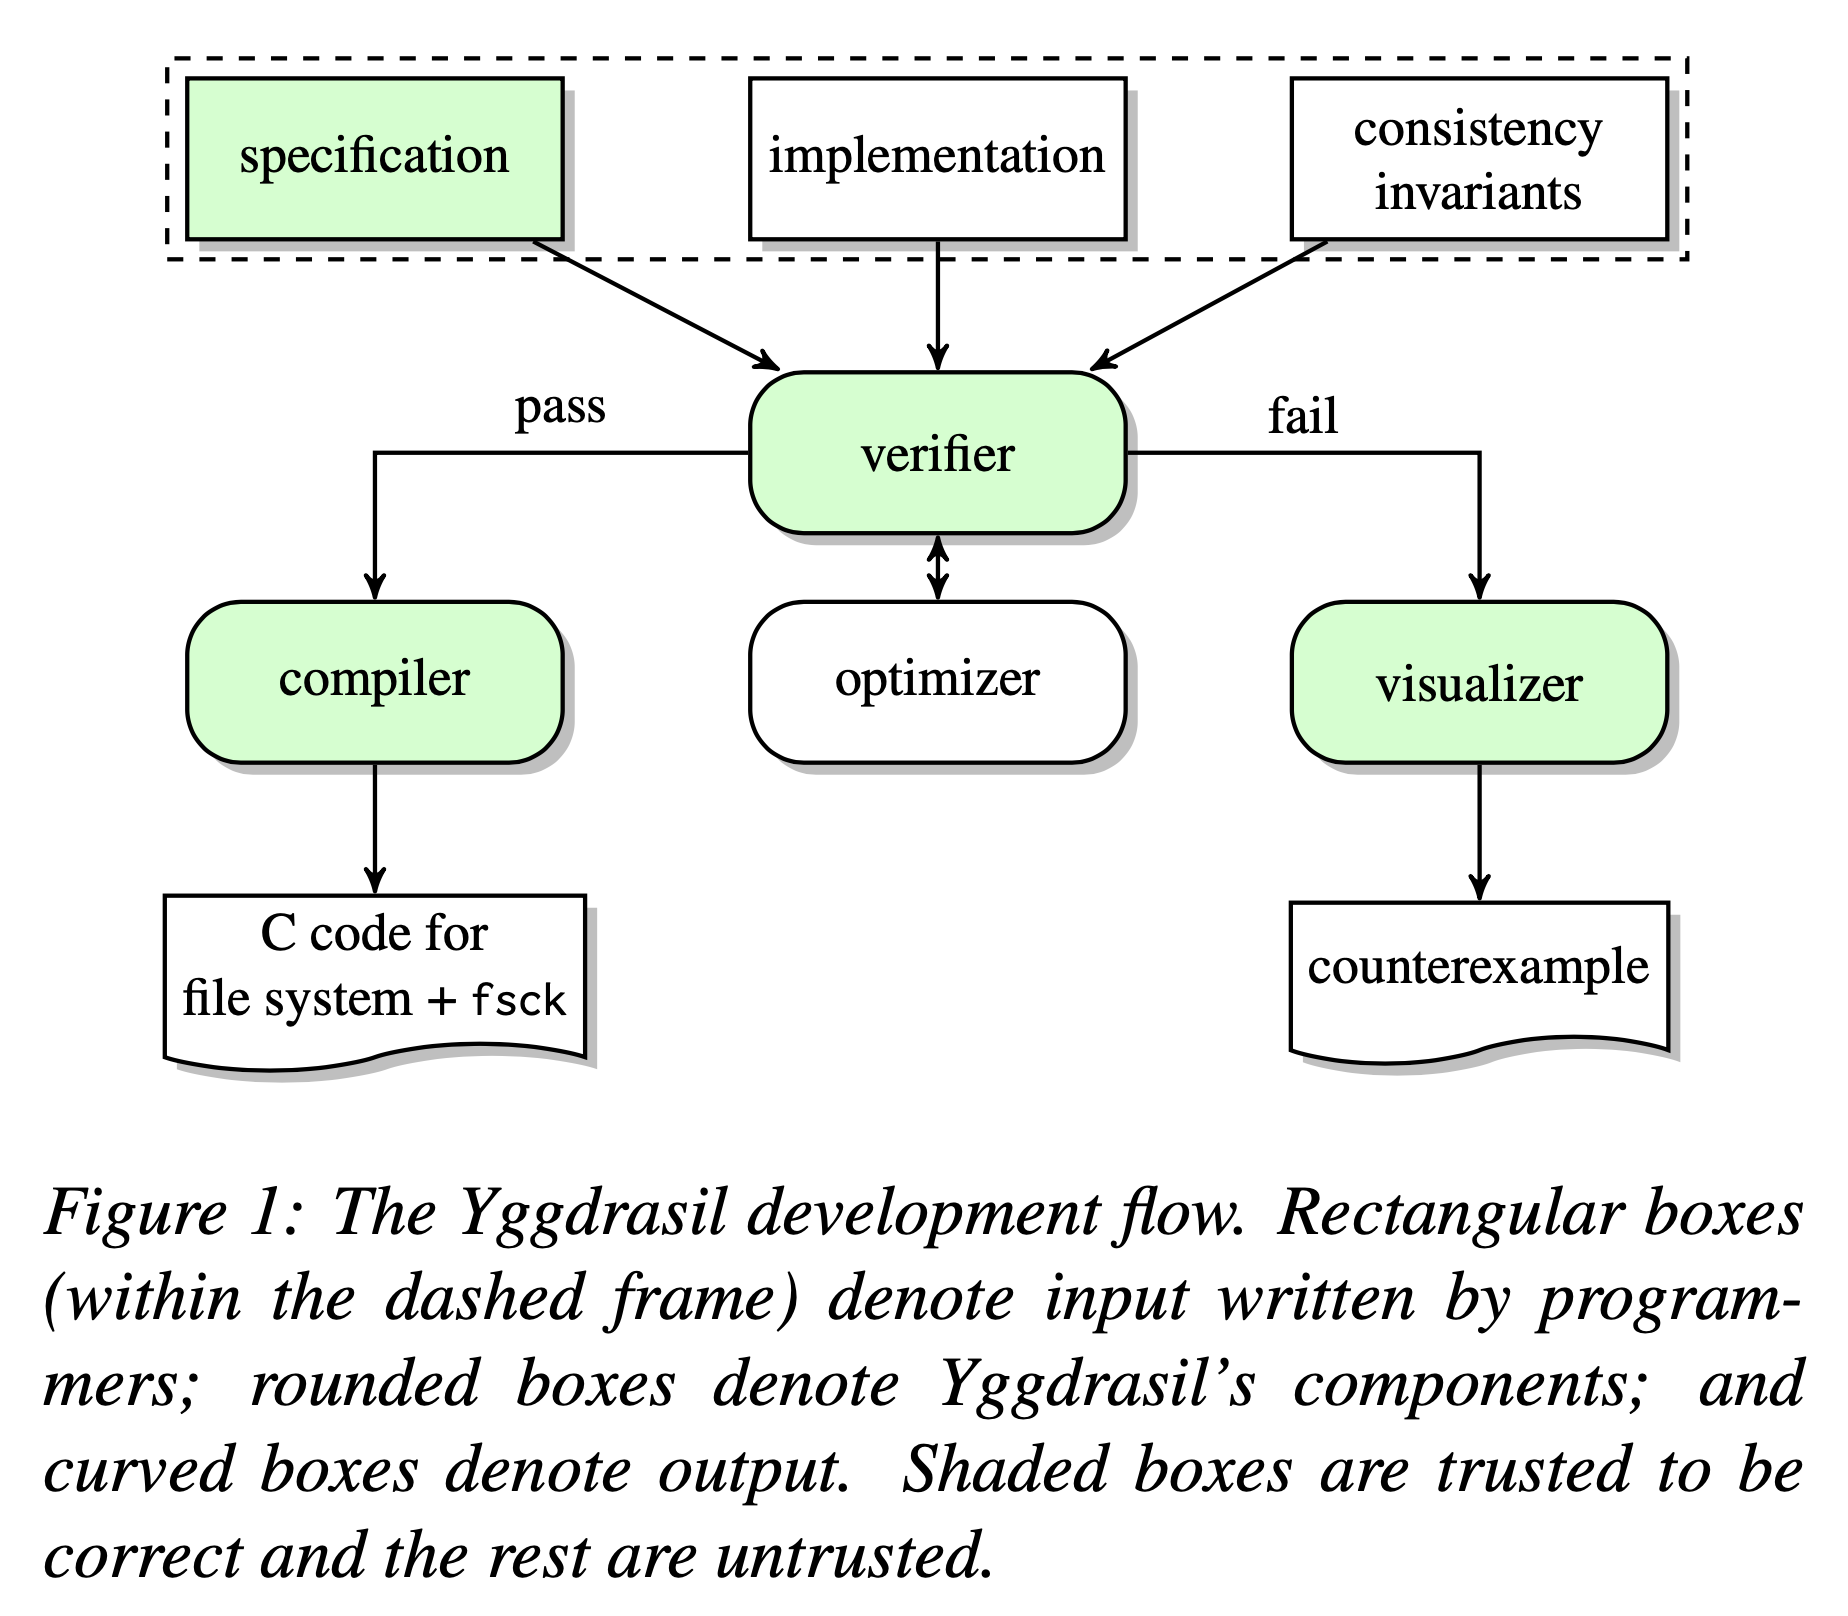 specification
implementation
consistency
invariants
pass
verifier
fail
compiler
optimizer
visualizer
C code for
file system + fsck
counterexample
Figure 1: The Yggdrasil development flow. Rectangular boxes
(within the dashed frame) denote input written by program-
mers; rounded boxes denote Yggdrasil’s components; and
curved boxes denote output. Shaded boxes are trusted to be
correct and the rest are untrusted.